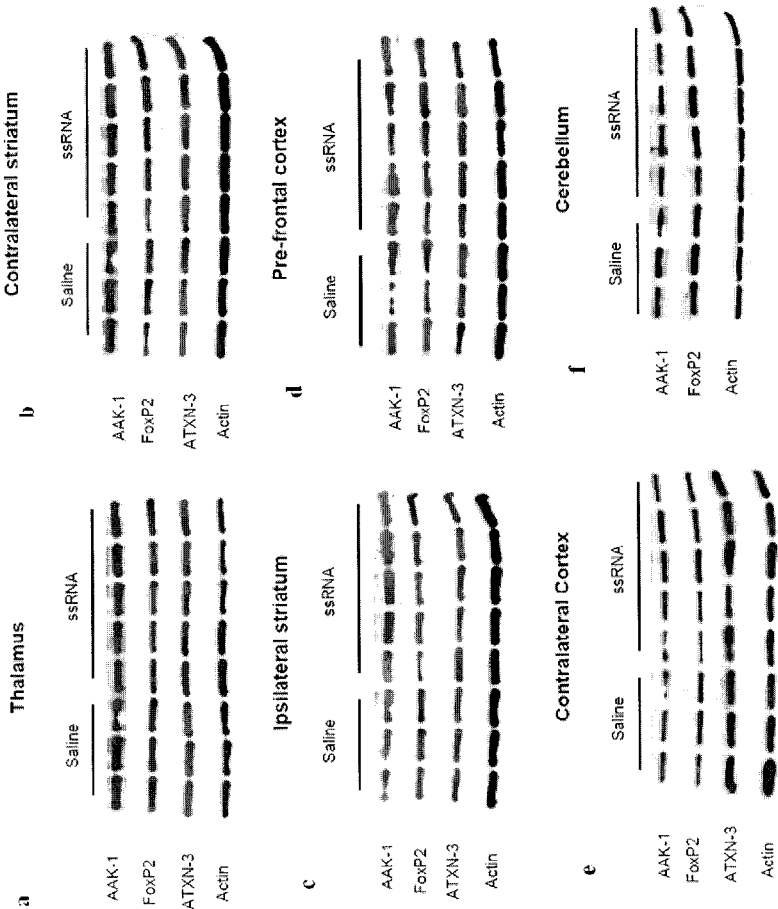 a
Thalamus
Saline
ssRNA
AAK-1
FoxP2
ATXN-3
Actin
b
Contralateral striatum
Saline
ssRNA
AAK-1
FoxP2
ATXN-3
Actin
c
Ipsilateral striatum
Saline
ssRNA
AAK-1
FoxP2
ATXN-3
Actin
d
Pre-frontal cortex
Saline
ssRNA
AAK-1
FoxP2
ATXN-3
Actin
e
Contralateral Cortex
Saline
ssRNA
AAK-1
FoxP2
ATXN-3
Actin
f
Cerebellum
Saline
ssRNA
AAK-1
FoxP2
Actin